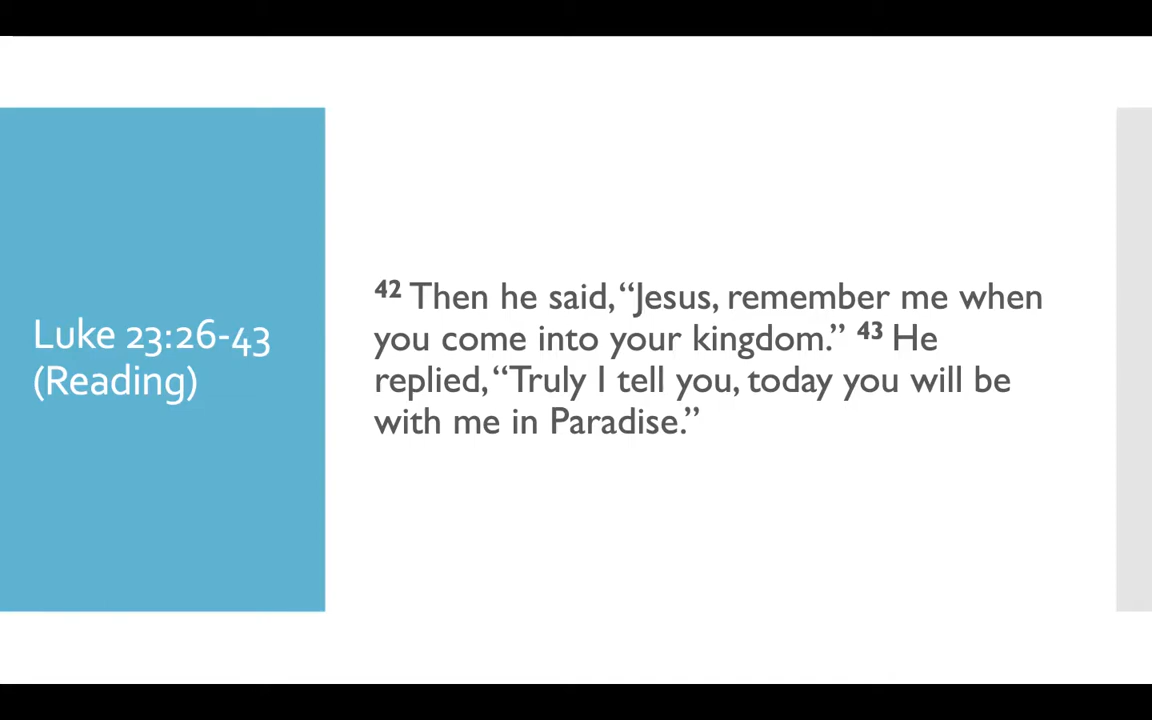 Luke 23:26-43
(Reading)
42 Then he said, “Jesus, remember me when
you come into your kingdom.” 43 He
replied, “Truly I tell you, today you will be
with me in Paradise.”